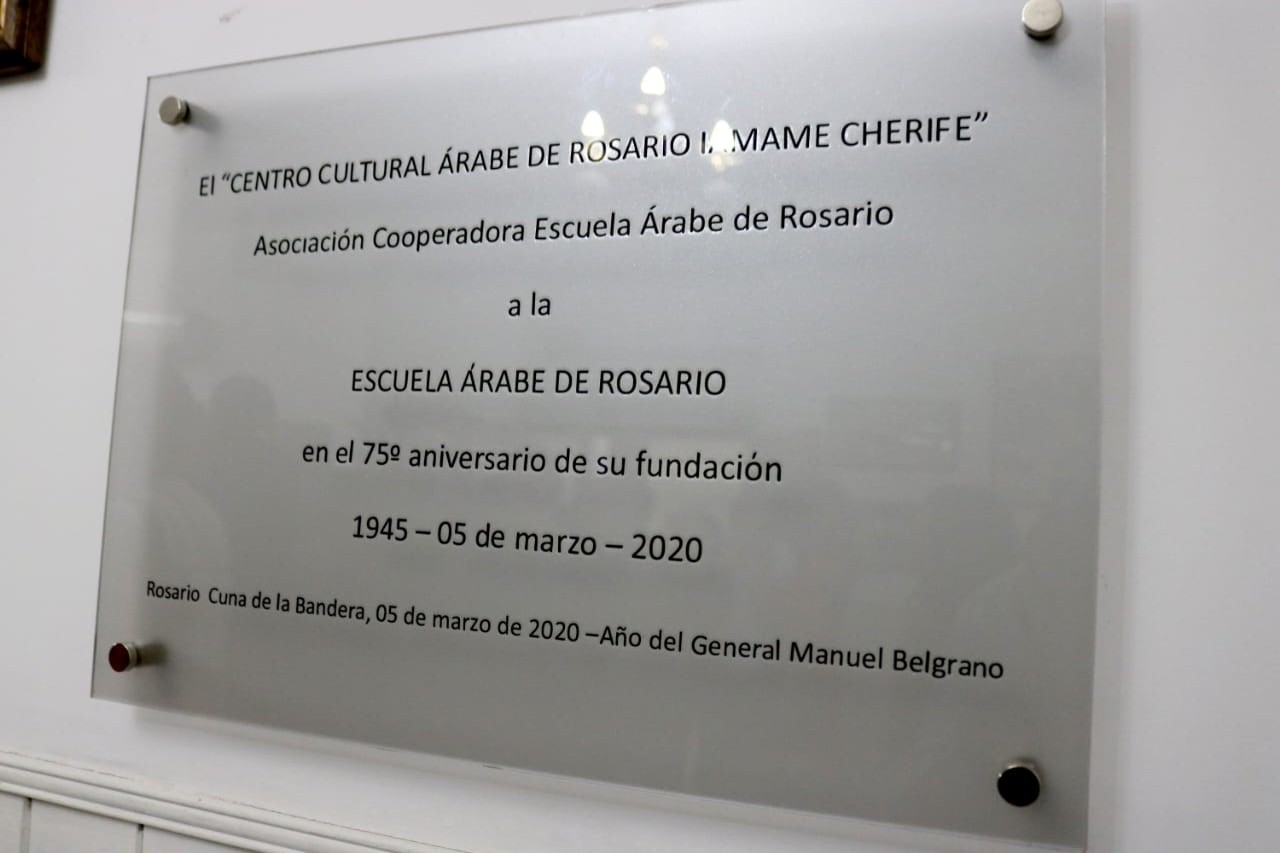 El “CENTRO CULTURAL ÁRABE DE ROSARIO CHERIFE”
Asociación Cooperadora Escuela Árabe de Rosario
a la
ESCUELA ÁRABE DE ROSARIO
en el 75º aniversario de su fundación
1945 – 05 de marzo – 2020
Rosario Cuna de la Bandera, 05 de marzo de 2020 –Año del General Manuel Belgrano